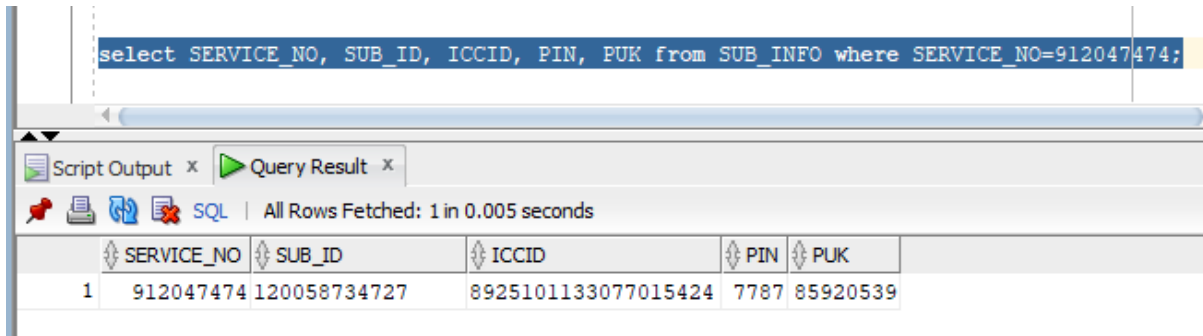 select SERVICE_NO, SUB_ID, ICCID, PIN, PUK from SUB_INFO where SERVICE_NO=912047474;
Script Output x Query Result x
SQL | All Rows Fetched: 1 in 0.005 seconds
SERVICE_NO SUB_ID ICCID PIN PUK
1 912047474 120058734727 8925101133077015424 7787 85920539